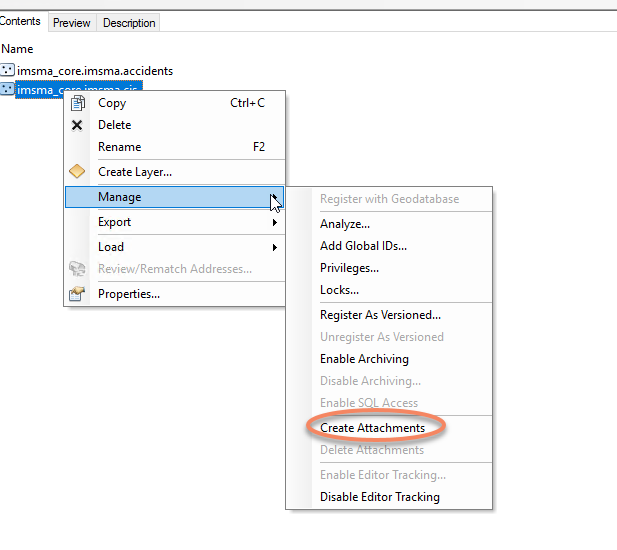 Contents Preview Description
Name
imsma_core.imsma.accidents
imsma_core.imsma.cis
Copy Ctrl+C
Delete
Rename F2
Create Layer...
Manage
Export
Load
Review/Rematch Addresses...
Properties...
Register with Geodatabase
Analyze...
Add Global IDs...
Privileges...
Locks...
Register As Versioned...
Unregister As Versioned
Enable Archiving
Disable Archiving...
Enable SQL Access
Create Attachments
Delete Attachments
Enable Editor Tracking...
Disable Editor Tracking